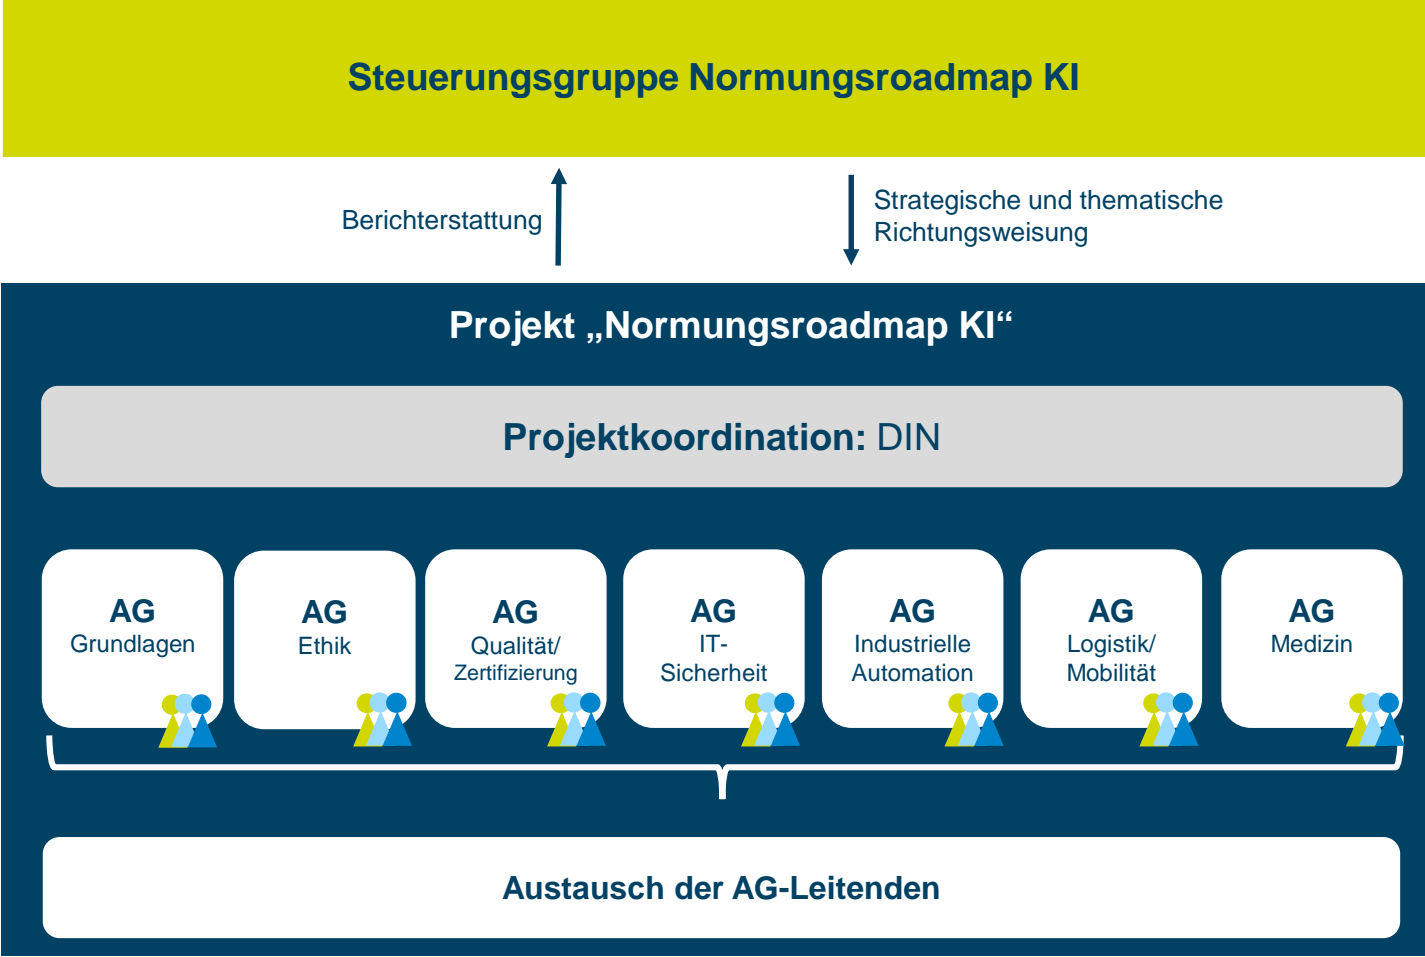 Steuerungsgruppe Normungsroadmap KI
Berichterstattung
Strategische und thematische
Richtungsweisung
Projekt „Normungsroadmap KI“
Projektkoordination: DIN
AG
Grundlagen
AG
Ethik
AG
Qualität/
Zertifizierung
AG
IT-
Sicherheit
AG
Industrielle
Automation
AG
Logistik/
Mobilität
AG
Medizin
Austausch der AG-Leitenden